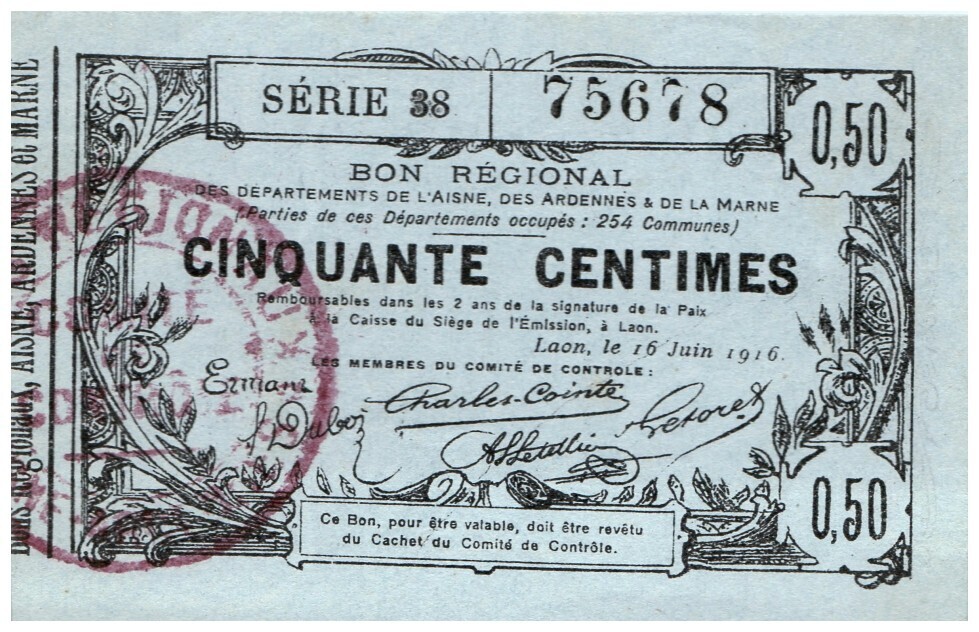 SÉRIE 38 75678
0,50
BON RÉGIONAL
DES DÉPARTEMENTS DE L'AISNE, DES ARDENNES & DE LA MARNE
(Parties de ces Départements occupés : 254 Communes)
CINQUANTE CENTIMES
Remboursables dans les 2 ans de la signature de la Paix
à la Caisse du Siège de l'Émission, à Laon.
Laon, le 16 Juin 1916.
LES MEMBRES DU COMITÉ DE CONTROLE :
Ermant
Charles-Cointe
Dubois
0,50
Ce Bon, pour être valable, doit être revêtu
du Cachet du Comité de Contrôle.
Bons Régionaux, AISNE, ARDENNES et MARNE